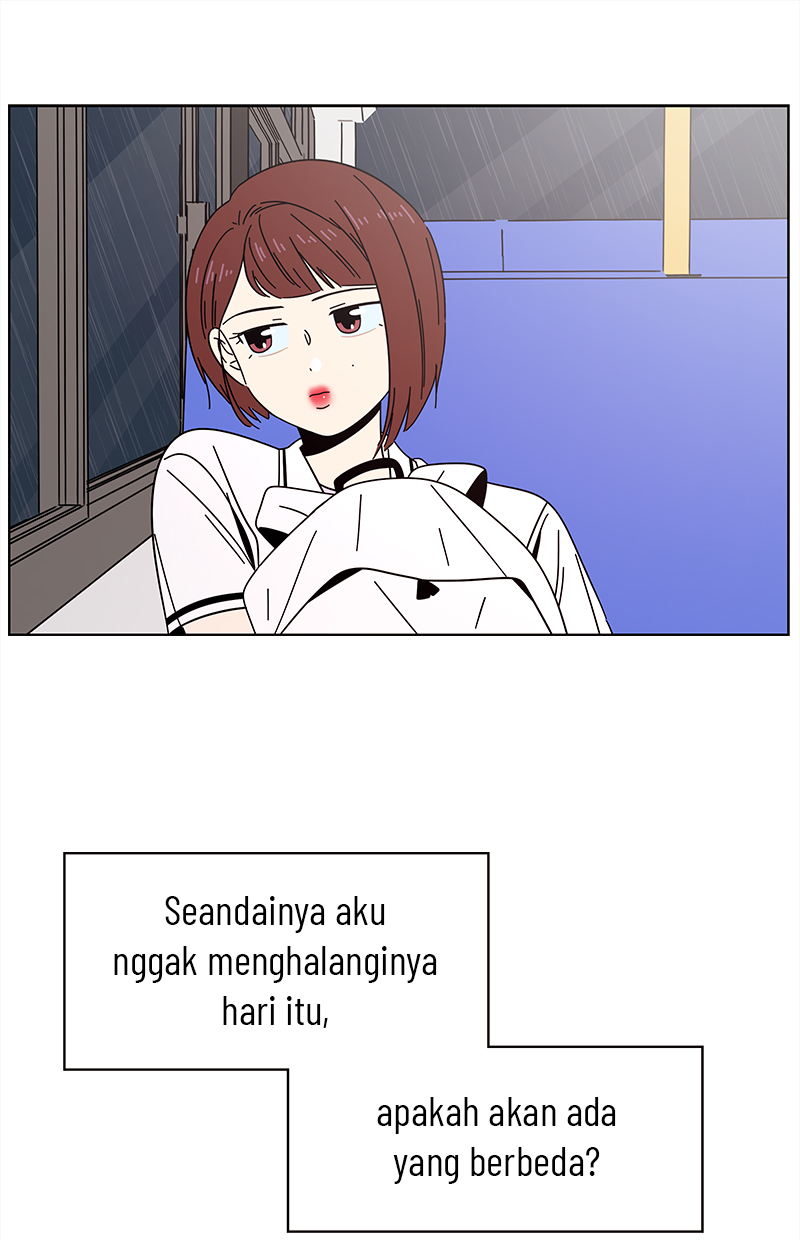 Seandainya aku
nggak menghalanginya
hari itu,
apakah akan ada
yang berbeda?